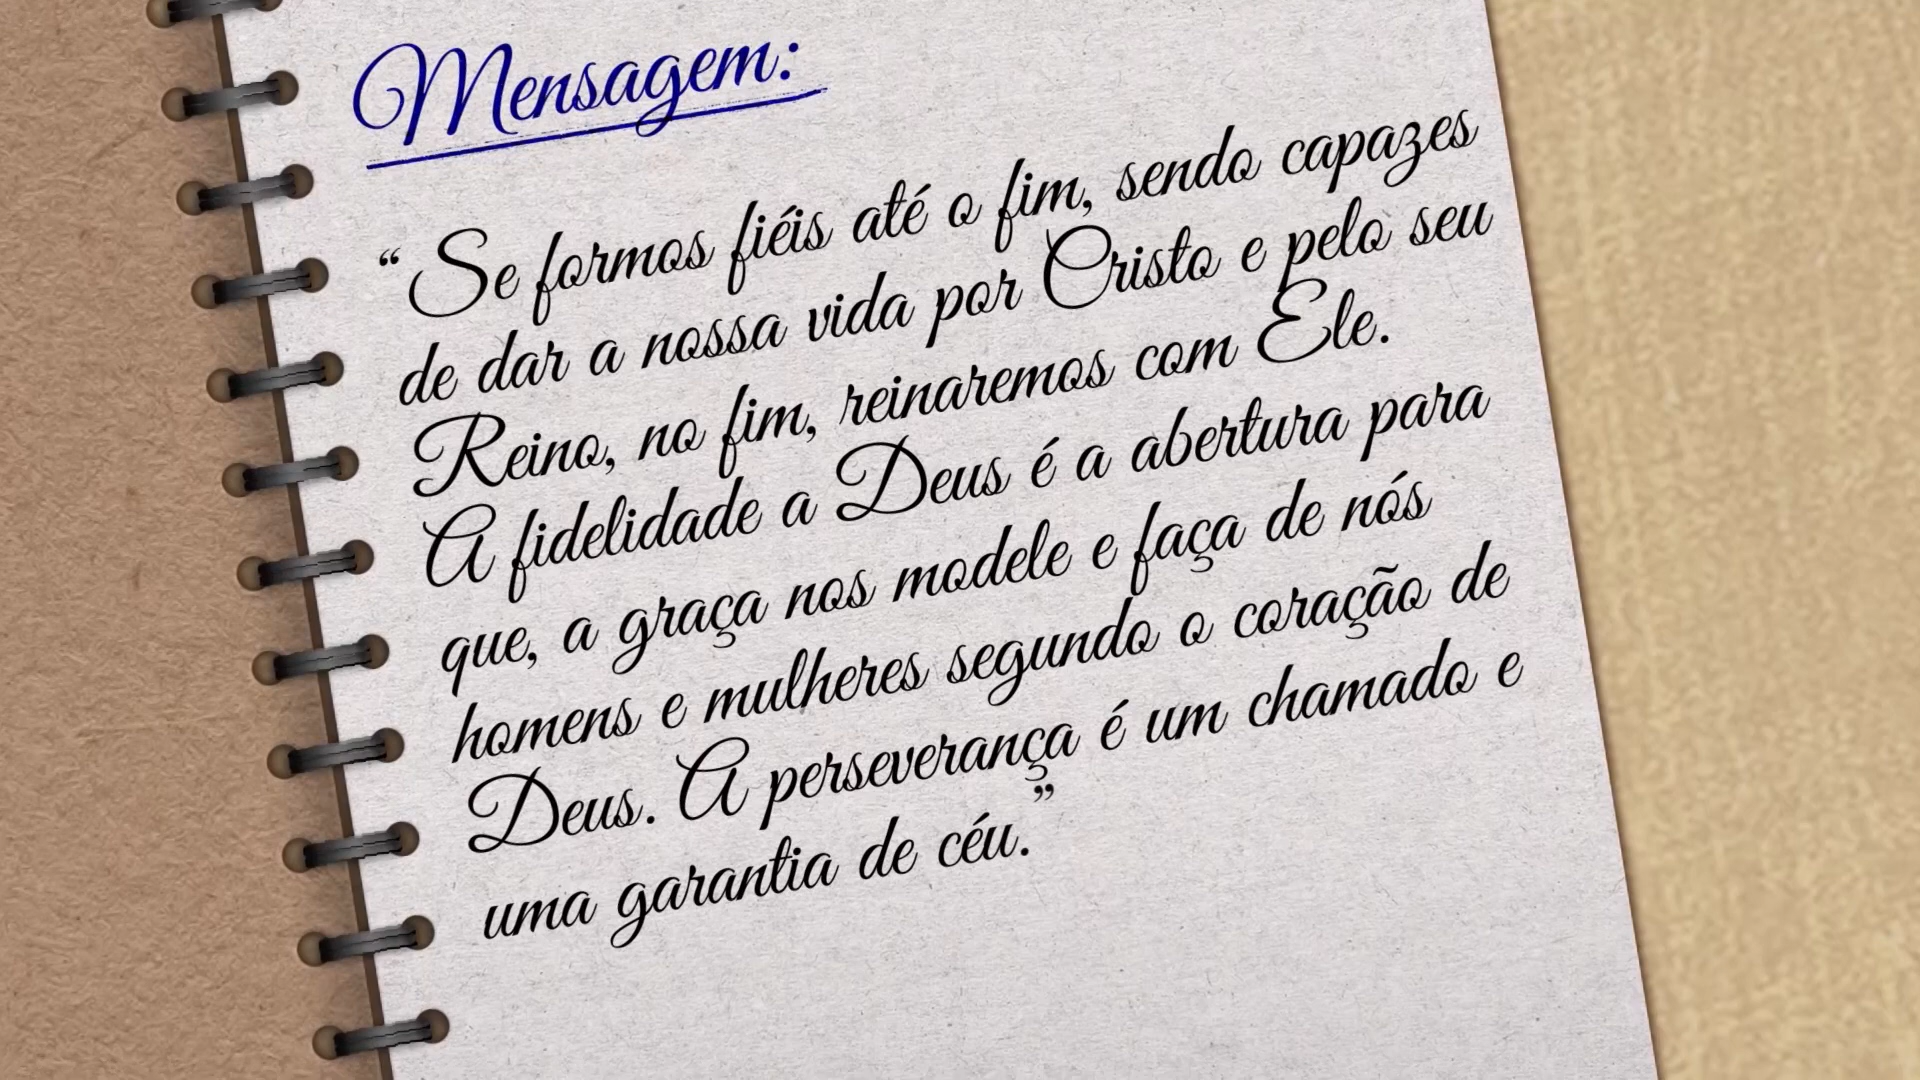 Mensagem:
“Se formos fiéis até o fim, sendo capazes
de dar a nossa vida por Cristo e pelo seu
Reino, no fim, reinaremos com Ele.
A fidelidade a Deus é a abertura para
que, a graça nos modele e faça de nós
homens e mulheres segundo o coração de
Deus. A perseverança é um chamado e
uma garantia de céu.”